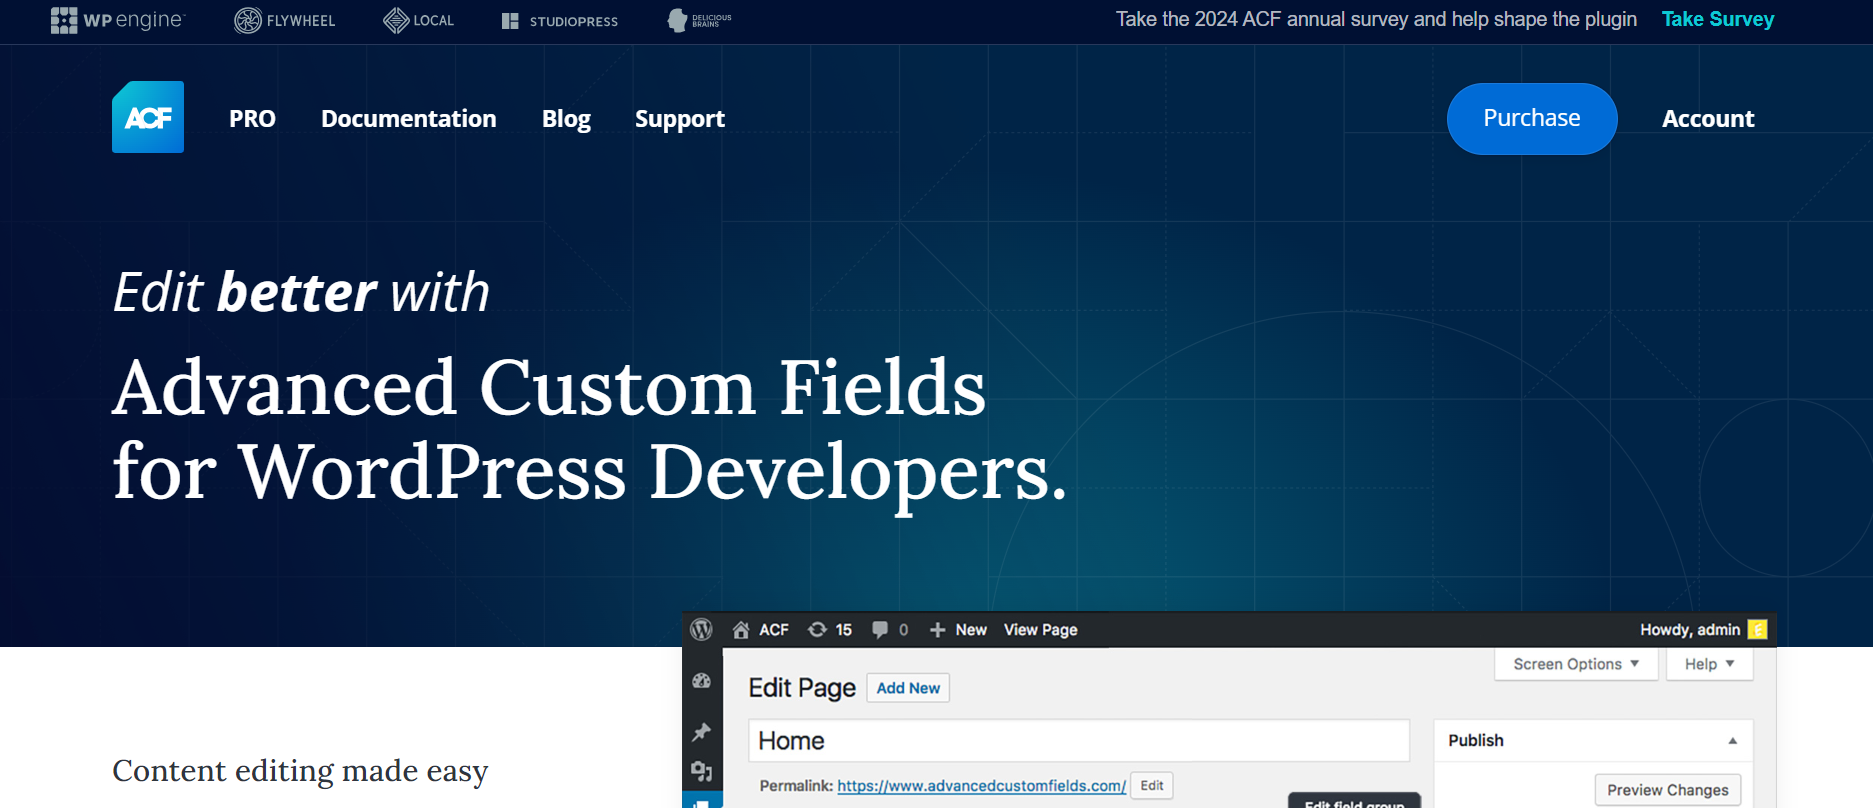 WP engine
FLYWHEEL
LOCAL
STUDIOPRESS
DELICIOUS
BRAINS
Take the 2024 ACF annual survey and help shape the plugin Take Survey
ACF
PRO Documentation Blog Support
Purchase Account
Edit better with
Advanced Custom Fields
for WordPress Developers.
ACF 15 0 New View Page
Howdy, admin
Screen Options Help
Edit Page Add New
Home
Publish
Permalink: https://www.advancedcustomfields.com/ Edit
Preview Changes
Edit field group
Content editing made easy